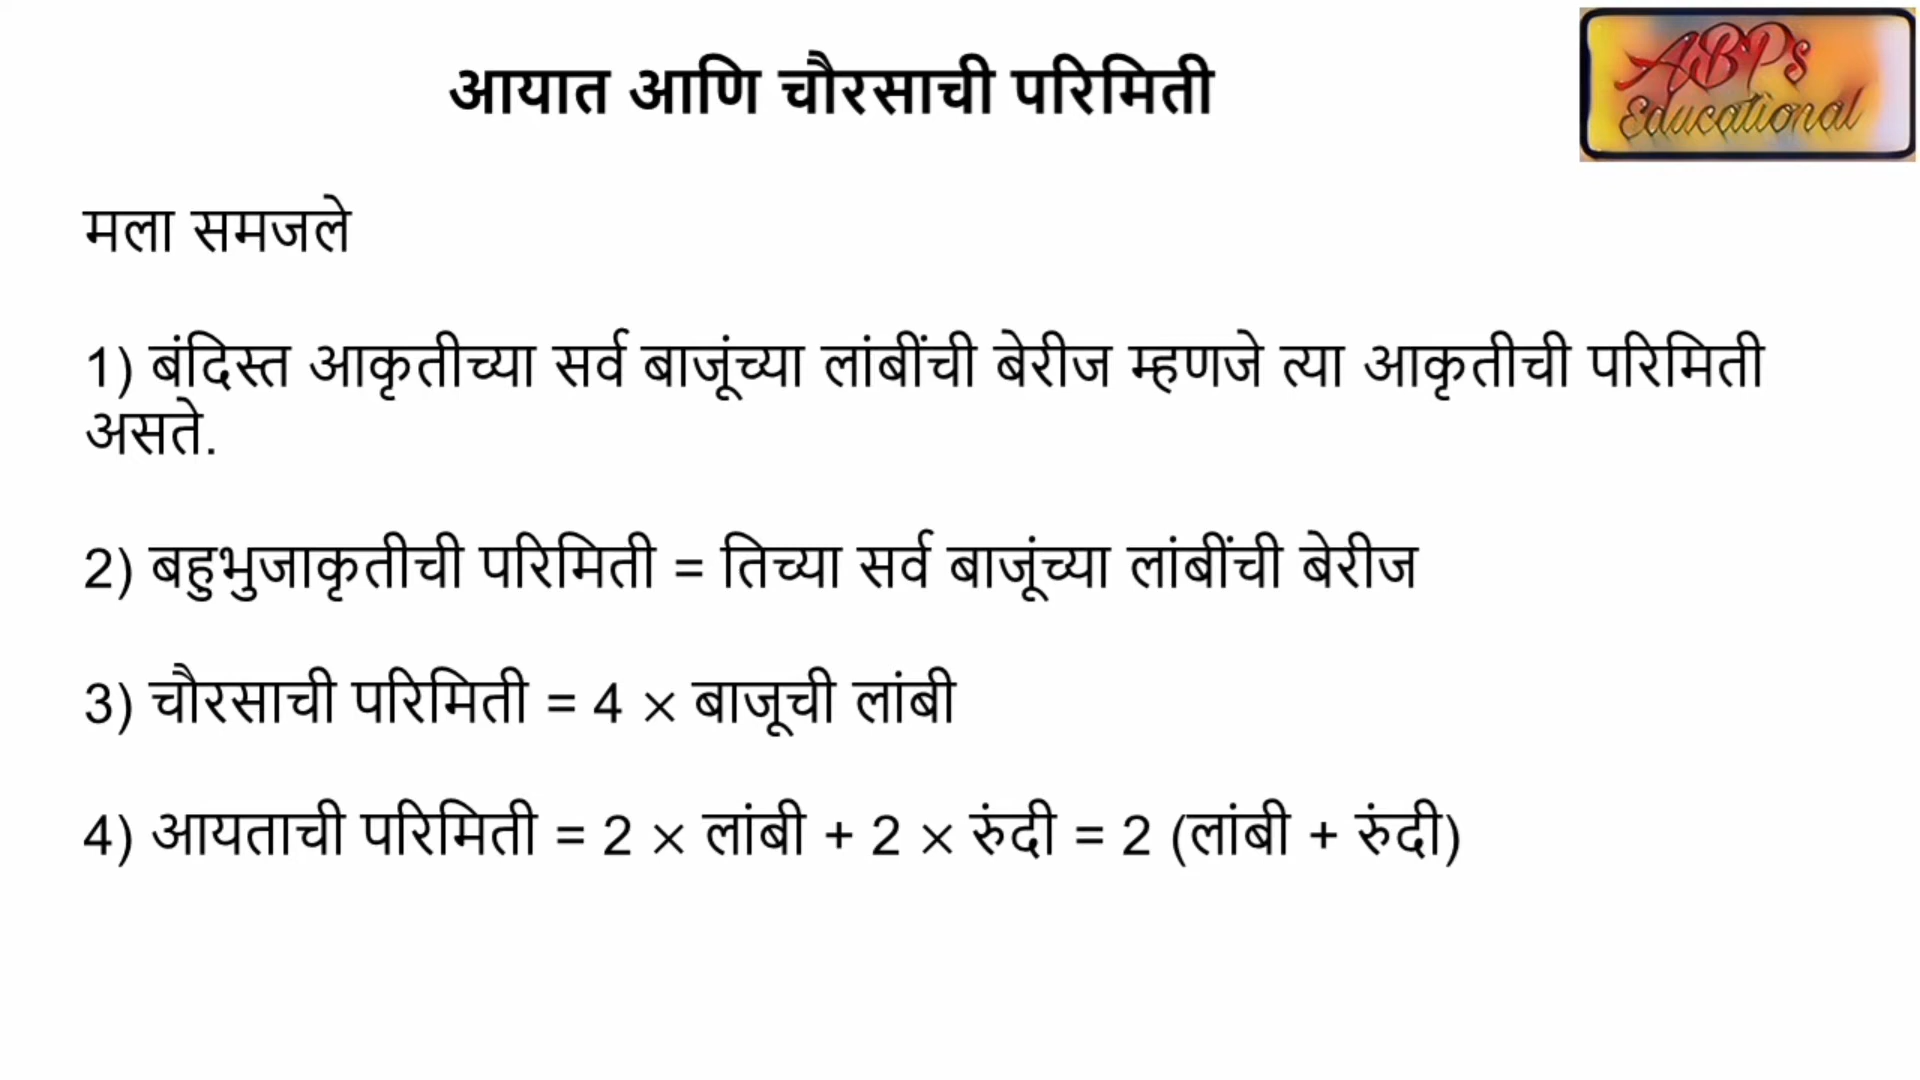 आयात आणि चौरसाची परिमिती
ABPs
Educational
मला समजले
1) बंदिस्त आकृतीच्या सर्व बाजूंच्या लांबींची बेरीज म्हणजे त्या आकृतीची परिमिती
असते.
2) बहुभुजाकृतीची परिमिती = तिच्या सर्व बाजूंच्या लांबींची बेरीज
3) चौरसाची परिमिती = 4 × बाजूची लांबी
4) आयताची परिमिती = 2 × लांबी + 2 × रुंदी = 2 (लांबी + रुंदी)